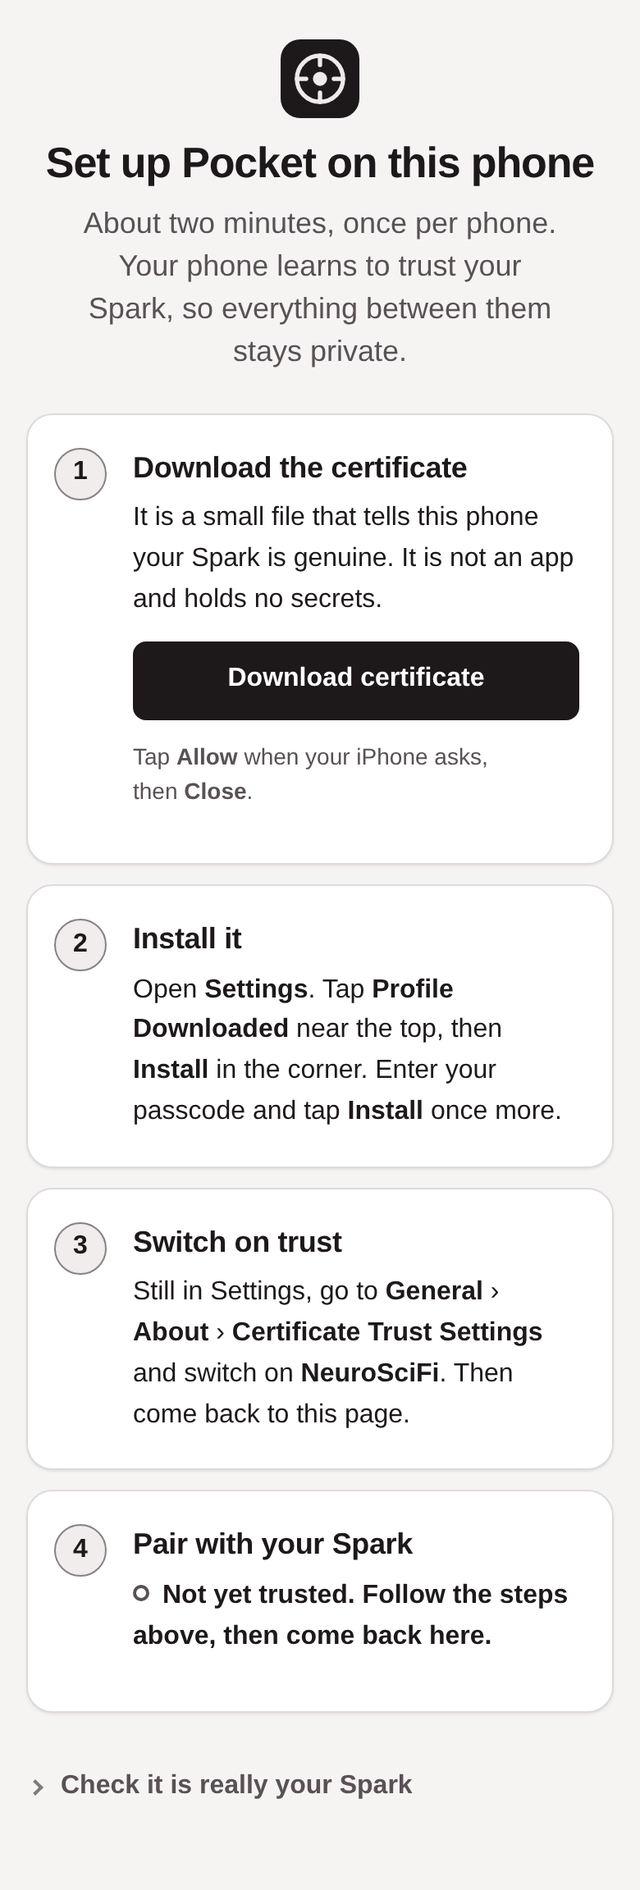 Set up Pocket on this phone
About two minutes, once per phone.
Your phone learns to trust your
Spark, so everything between them
stays private.
1
Download the certificate
It is a small file that tells this phone
your Spark is genuine. It is not an app
and holds no secrets.
Download certificate
Tap Allow when your iPhone asks,
then Close.
2
Install it
Open Settings. Tap Profile
Downloaded near the top, then
Install in the corner. Enter your
passcode and tap Install once more.
3
Switch on trust
Still in Settings, go to General ›
About › Certificate Trust Settings
and switch on NeuroSciFi. Then
come back to this page.
4
Pair with your Spark
Not yet trusted. Follow the steps
above, then come back here.
Check it is really your Spark